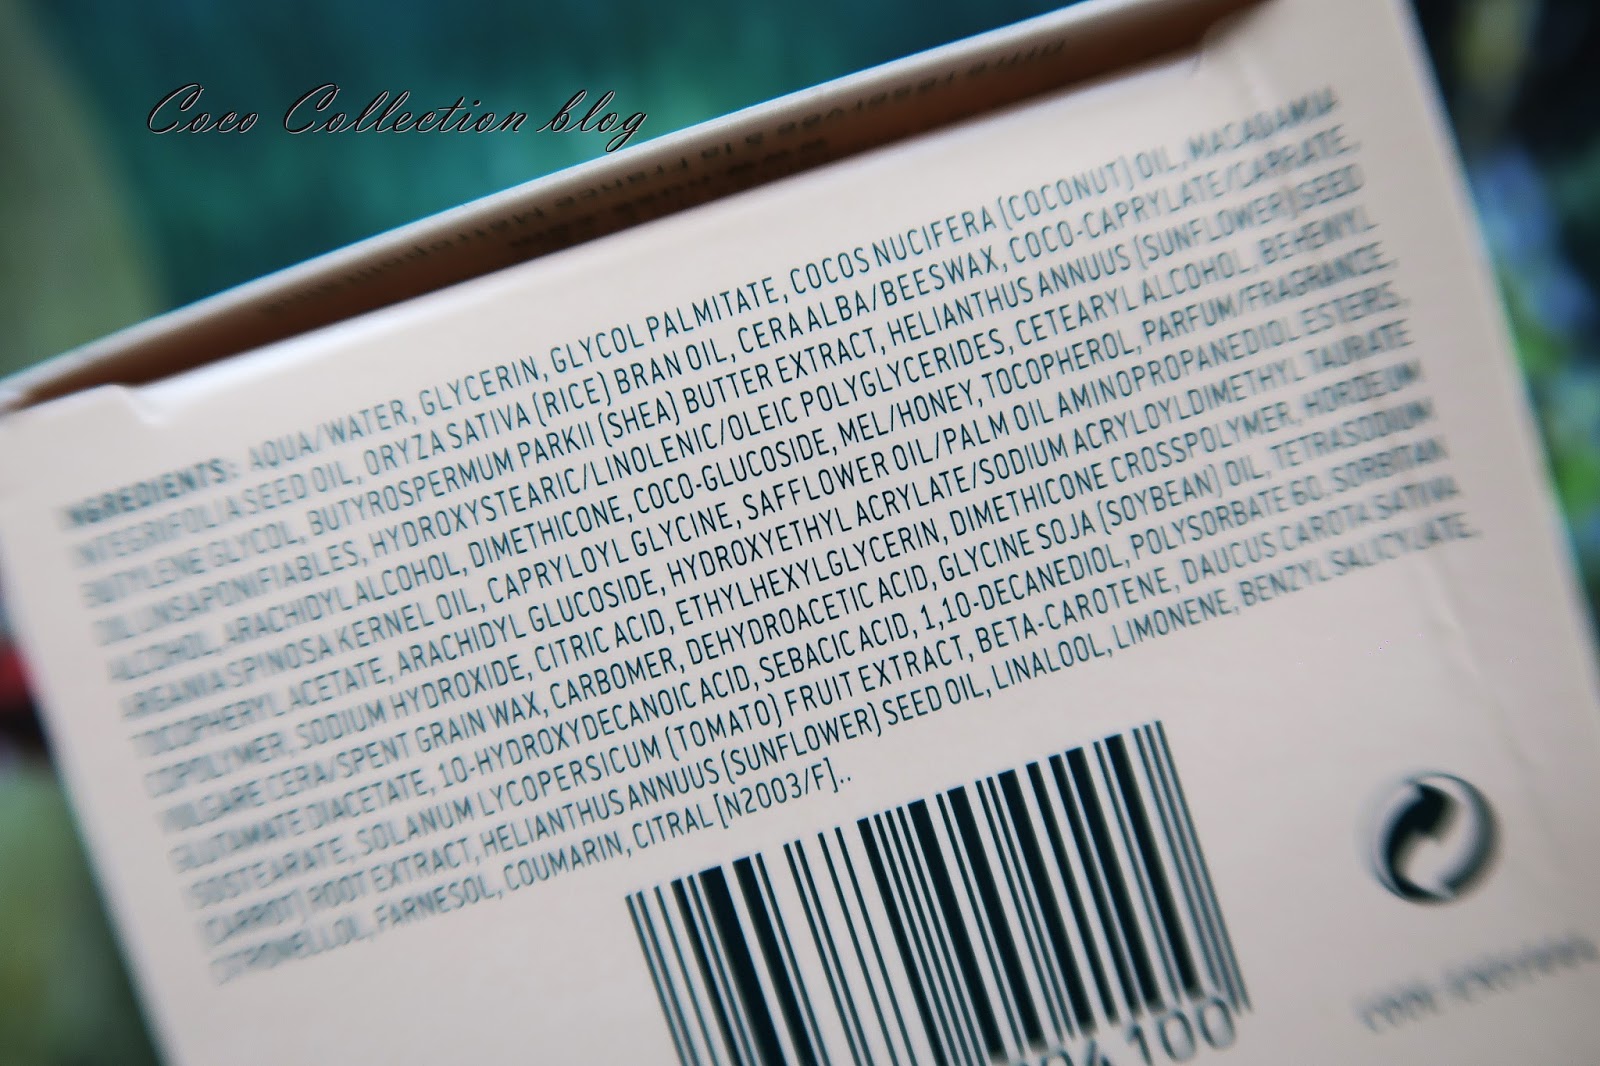 Coco Collection blog
INGREDIENTS: AQUA/WATER, GLYCERIN, GLYCOL PALMITATE, COCOS NUCIFERA (COCONUT) OIL, MACADAMIA
INTEGRIFOLIA SEED OIL, ORYZA SATIVA (RICE) BRAN OIL, CERA ALBA/BEESWAX, COCO-CAPRYLATE/CAPRATE,
BUTYLENE GLYCOL, BUTYROSPERMUM PARKII (SHEA) BUTTER EXTRACT, HELIANTHUS ANNUUS (SUNFLOWER) SEED
OIL UNSAPONIFIABLES, HYDROXYSTEARIC/LINOLENIC/OLEIC POLYGLYCERIDES, CETEARYL ALCOHOL, BEHENYL
ALCOHOL, ARACHIDYL ALCOHOL, DIMETHICONE, COCO-GLUCOSIDE, MEL/HONEY, TOCOPHEROL, PARFUM/FRAGRANCE,
ARGANIA SPINOSA KERNEL OIL, CAPRYLOYL GLYCINE, SAFFLOWER OIL/PALM OIL AMINOPROPANEDIOL ESTERS,
TOCOPHERYL ACETATE, ARACHIDYL GLUCOSIDE, HYDROXYETHYL ACRYLATE/SODIUM ACRYLOYLDIMETHYL TAURATE
COPOLYMER, SODIUM HYDROXIDE, CITRIC ACID, ETHYLHEXYLGLYCERIN, DIMETHICONE CROSSPOLYMER, HORDEUM
VULGARE CERA/SPENT GRAIN WAX, CARBOMER, DEHYDROACETIC ACID, GLYCINE SOJA (SOYBEAN) OIL, TETRASODIUM
GLUTAMATE DIACETATE, 10-HYDROXYDECANOIC ACID, SEBACIC ACID, 1,10-DECANEDIOL, POLYSORBATE 60, SORBITAN
ISOSTEARATE, SOLANUM LYCOPERSICUM (TOMATO) FRUIT EXTRACT, BETA-CAROTENE, DAUCUS CAROTA SATIVA
(CARROT) ROOT EXTRACT, HELIANTHUS ANNUUS (SUNFLOWER) SEED OIL, LINALOOL, LIMONENE, BENZYL SALICYLATE,
CITRONELLOL, FARNESOL, COUMARIN, CITRAL [N2003/F]..
4100